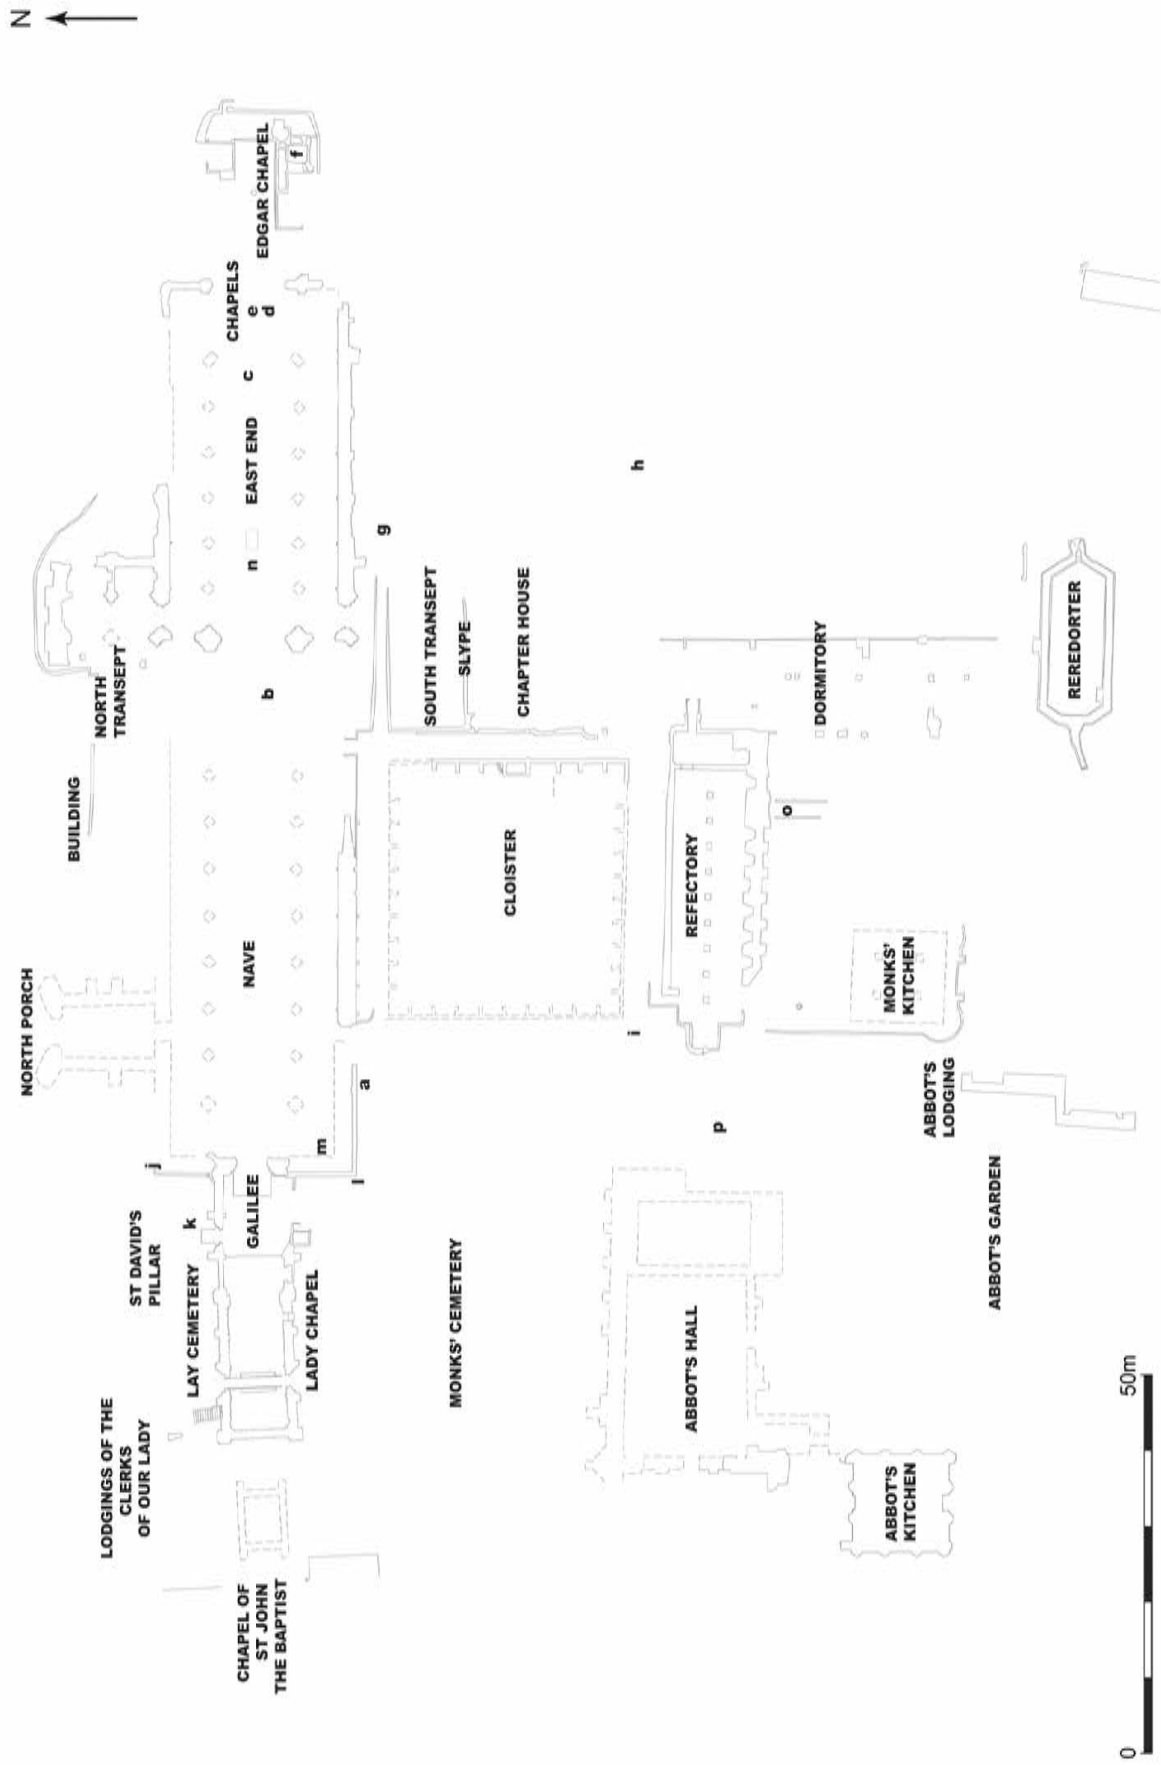 N
NORTH PORCH
BUILDING
NORTH
TRANSEPT
LODGINGS OF THE
CLERKS
OF OUR LADY
ST DAVID'S
PILLAR
j
LAY CEMETERY
k
CHAPELS
CHAPEL OF
ST JOHN
THE BAPTIST
GALILEE
NAVE
b
n
EAST END
c
e
d
EDGAR CHAPEL
f
LADY CHAPEL
m
l
a
g
SOUTH TRANSEPT
MONKS' CEMETERY
SLYPE
CLOISTER
CHAPTER HOUSE
i
h
ABBOT'S HALL
REFECTORY
p
o
DORMITORY
ABBOT'S
KITCHEN
MONKS'
KITCHEN
ABBOT'S
LODGING
ABBOT'S GARDEN
REREDORTER
0
50m